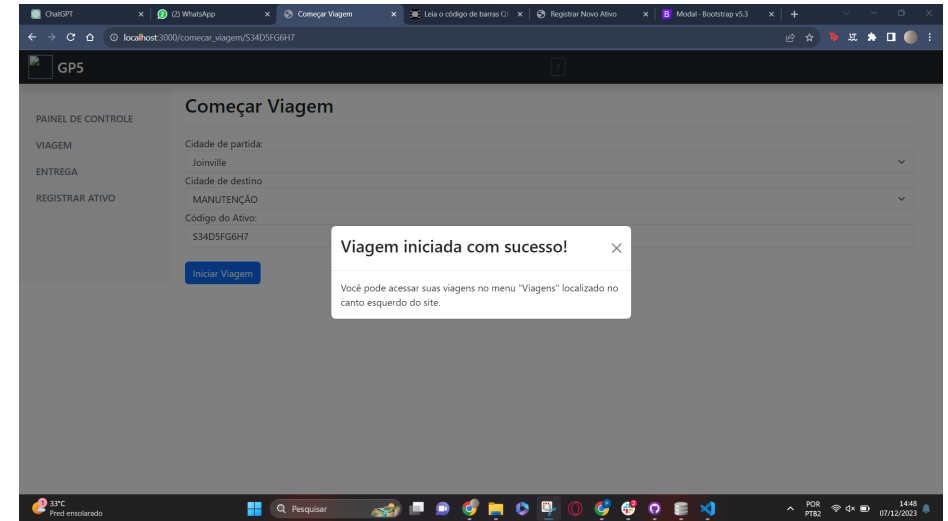 ChatGPT
(2) WhatsApp
Começar Viagem
Leia o código de barras
Registrar Novo Ativo
B Modal · Bootstrap v5.3
localhost:3000/comecar_viagem/S34D5FG6H7
GP5
?
PAINEL DE CONTROLE
VIAGEM
ENTREGA
REGISTRAR ATIVO
Começar Viagem
Cidade de partida:
Joinville
Cidade de destino
MANUTENÇÃO
Código do Ativo:
S34D5FG6H7
Iniciar Viagem
Viagem iniciada com sucesso!
Você pode acessar suas viagens no menu "Viagens" localizado no
canto esquerdo do site.
33°C
Pred ensolarado
Pesquisar
POR
PTB2
14:48
07/12/2023